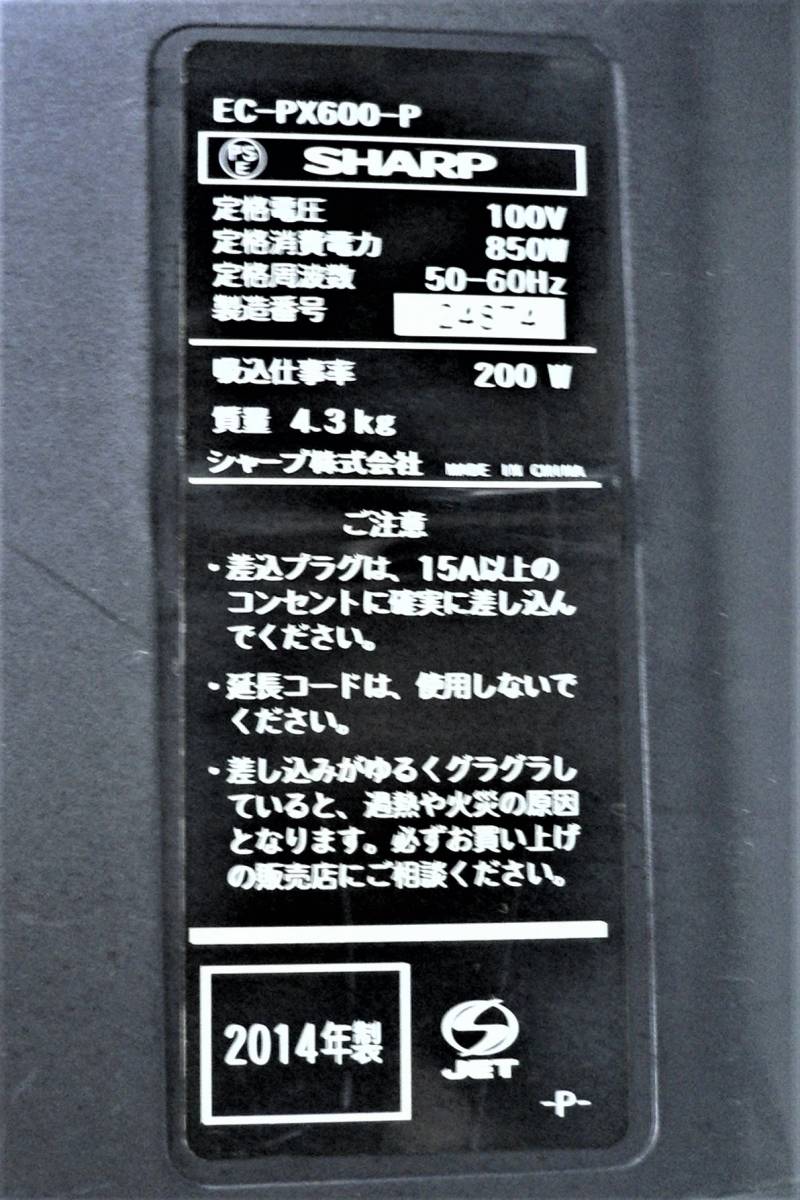 EC-PX600-P
PS
E
SHARP
定格電圧 100V
定格消費電力 850W
定格周波数 50-60Hz
製造番号
吸込仕事率 200 W
質量 4.3kg
シャープ株式会社 MADE IN CHINA
ご注意
・差込プラグは、15A以上の
コンセントに確実に差し込ん
でください。
・延長コードは、使用しないで
ください。
・差し込みがゆるくグラグラし
ていると、過熱や火災の原因
となります。必ずお買い上げ
の販売店にご相談ください。
2014年製
JET
-P-